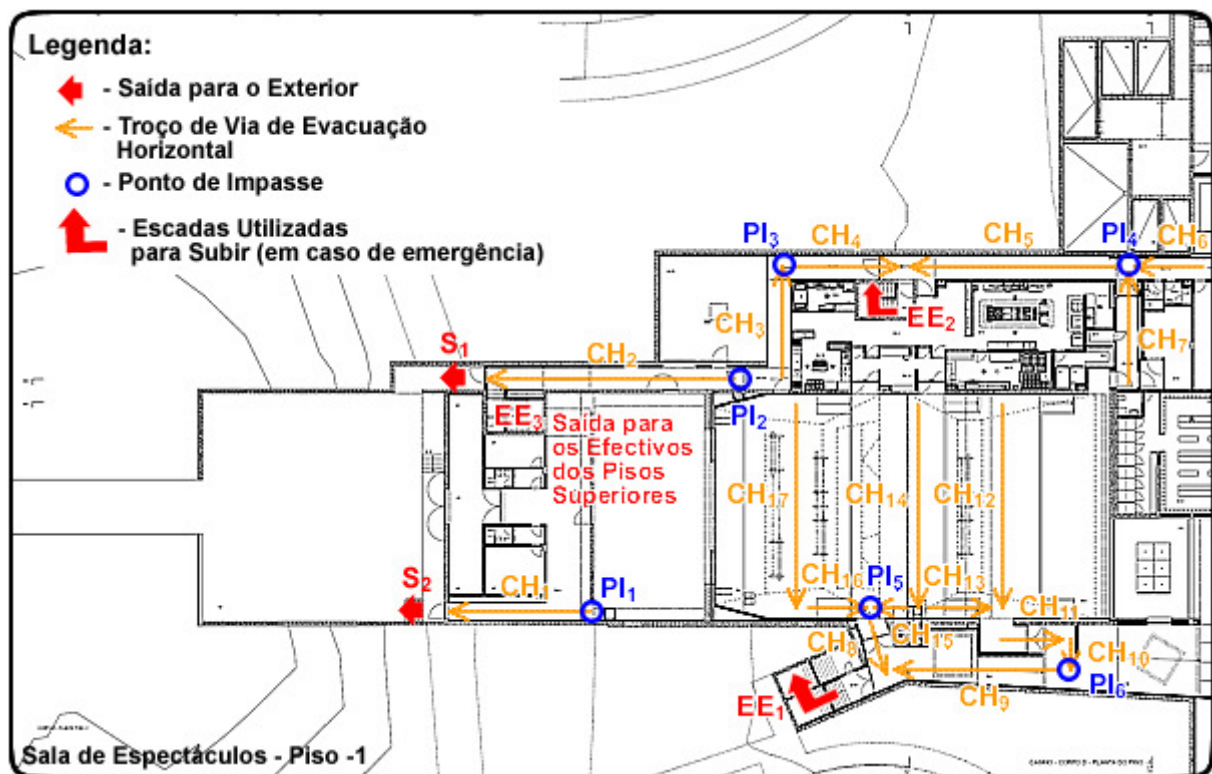 Legenda:
- Saída para o Exterior
- Troço de Via de Evacuação
Horizontal
- Ponto de Impasse
- Escadas Utilizadas
para Subir (em caso de emergência)
PI3
CH4
CH5
PI4
CH6
EE2
CH3
CH7
S1
CH2
PI2
EE3
Saída para
os Efectivos
dos Pisos
Superiores
CH17
CH14
CH12
S2
CH1
PI1
CH16
PI5
CH13
CH11
CH8
CH15
CH10
PI6
CH9
EE1
Sala de Espectáculos - Piso -1